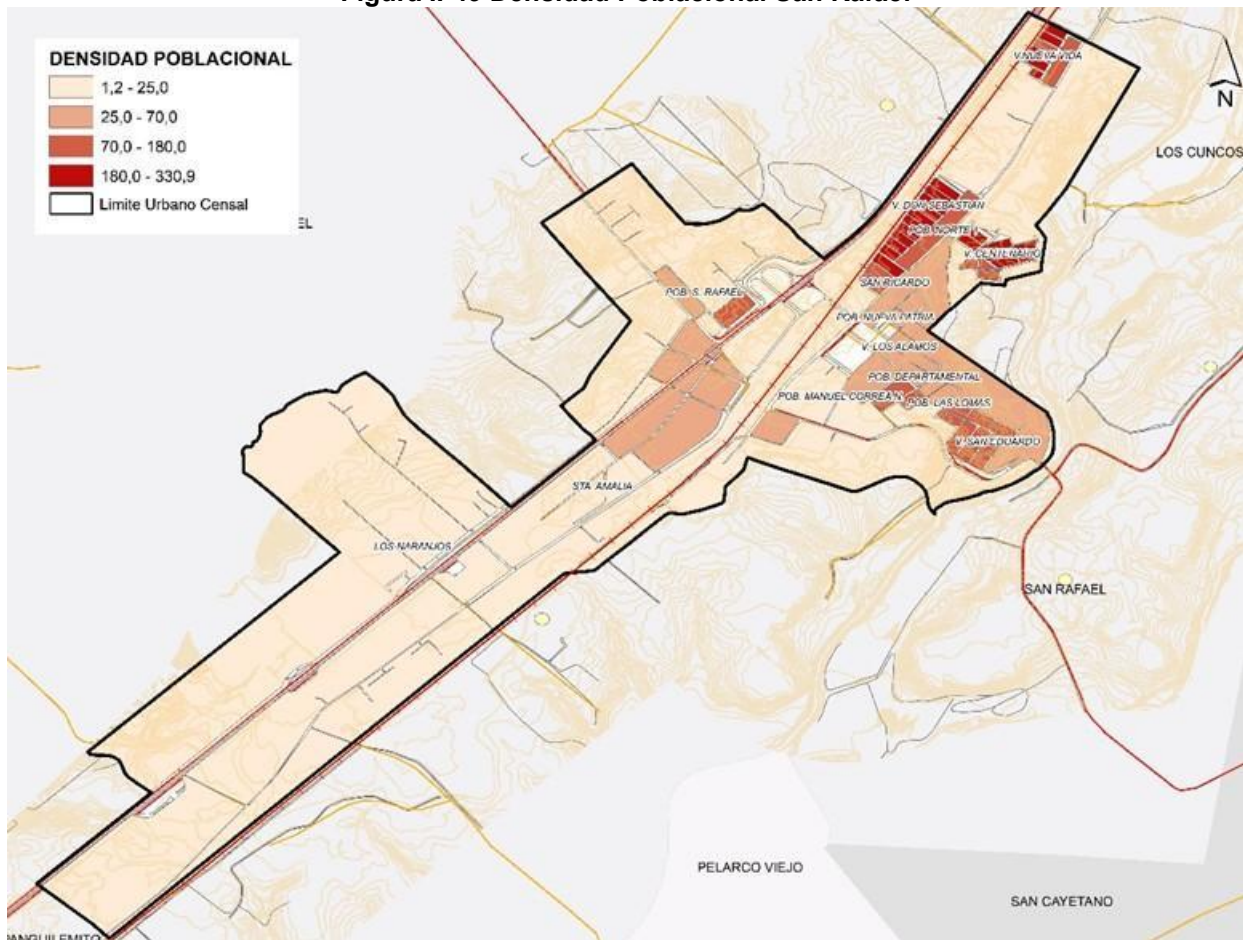 DENSIDAD POBLACIONAL
1,2 - 25,0
25,0 - 70,0
70,0 - 180,0
180,0 - 330,9
Limite Urbano Censal
EL
V.NUEVA VIDA
N
LOS CUNCOS
V. DON SEBASTIAN
POB. NORTE
V. CENTENARIO
SAN RICARDO
POB. S. RAFAEL
POB. NUEVA PATRIA
V. LOS ALAMOS
POB. DEPARTAMENTAL
POB. MANUEL CORREA N.
POB. LAS LOMAS
V. SAN EDUARDO
STA. AMALIA
LOS NARANJOS
SAN RAFAEL
PELARCO VIEJO
SAN CAYETANO